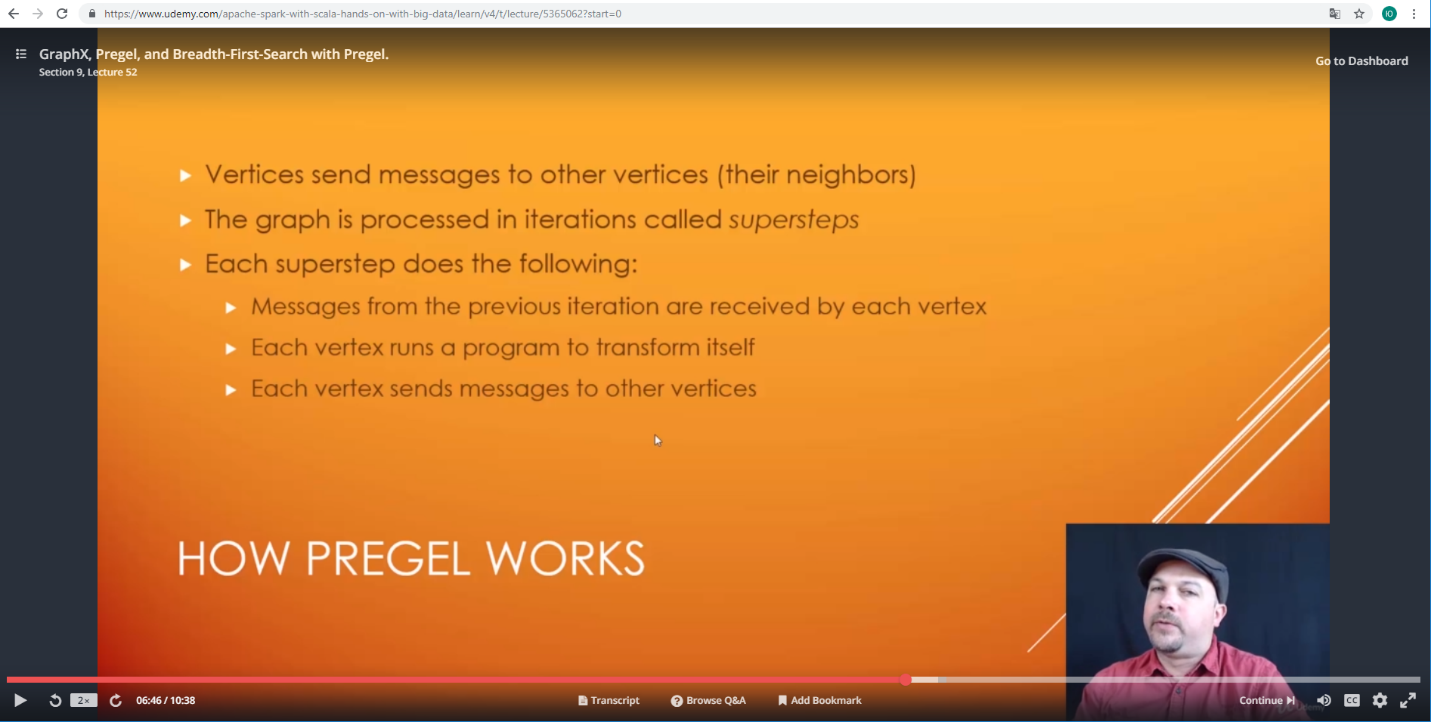 https://www.udemy.com/apache-spark-with-scala-hands-on-with-big-data/learn/v4/t/lecture/5365062?start=0
IO
GraphX, Pregel, and Breadth-First-Search with Pregel.
Section 9, Lecture 52
Go to Dashboard
Vertices send messages to other vertices (their neighbors)
The graph is processed in iterations called supersteps
Each superstep does the following:
Messages from the previous iteration are received by each vertex
Each vertex runs a program to transform itself
Each vertex sends messages to other vertices
HOW PREGEL WORKS
2×
06:46 / 10:38
Transcript
Browse Q&A
Add Bookmark
Continue
CC